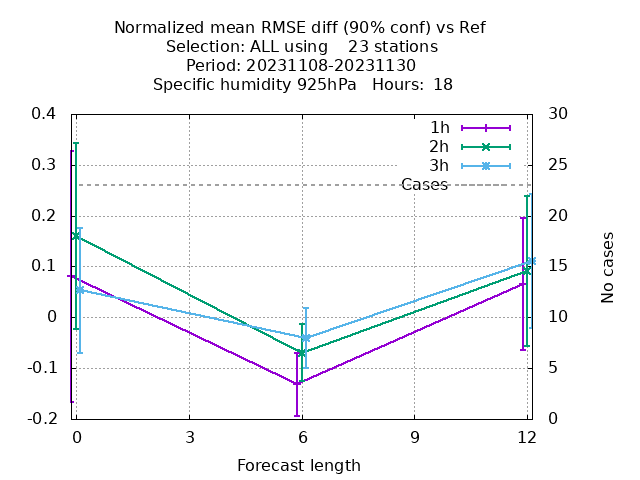 Normalized mean RMSE diff (90% conf) vs Ref
Selection: ALL using    23 stations
Period: 20231108-20231130
Specific humidity 925hPa   Hours:  18
0.4
0.3
0.2
0.1
0
-0.1
-0.2
30
25
20
15
10
5
0
1h
2h
3h
Cases
No cases
0 3 6 9 12
Forecast length